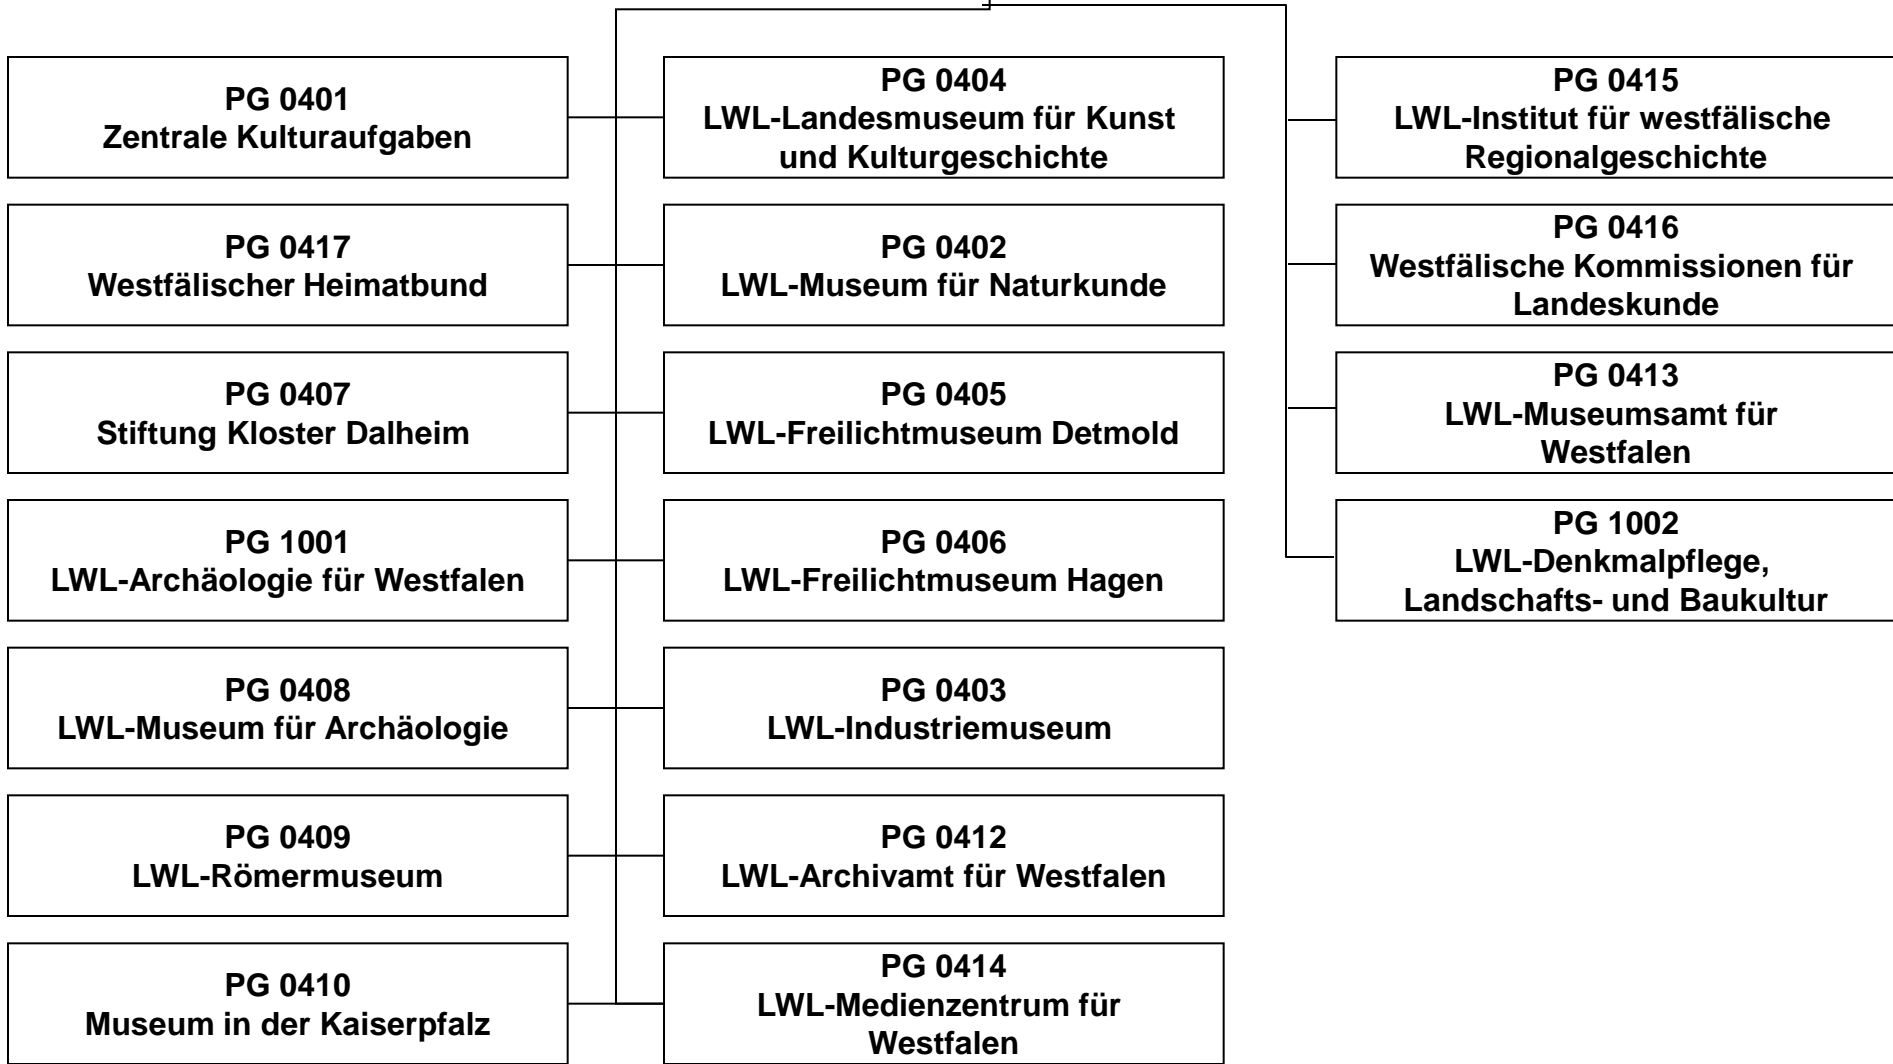 PG 0401
Zentrale Kulturaufgaben
PG 0417
Westfälischer Heimatbund
PG 0407
Stiftung Kloster Dalheim
PG 1001
LWL-Archäologie für Westfalen
PG 0408
LWL-Museum für Archäologie
PG 0409
LWL-Römermuseum
PG 0410
Museum in der Kaiserpfalz
PG 0404
LWL-Landesmuseum für Kunst
und Kulturgeschichte
PG 0402
LWL-Museum für Naturkunde
PG 0405
LWL-Freilichtmuseum Detmold
PG 0406
LWL-Freilichtmuseum Hagen
PG 0403
LWL-Industriemuseum
PG 0412
LWL-Archivamt für Westfalen
PG 0414
LWL-Medienzentrum für
Westfalen
PG 0415
LWL-Institut für westfälische
Regionalgeschichte
PG 0416
Westfälische Kommissionen für
Landeskunde
PG 0413
LWL-Museumsamt für
Westfalen
PG 1002
LWL-Denkmalpflege,
Landschafts- und Baukultur